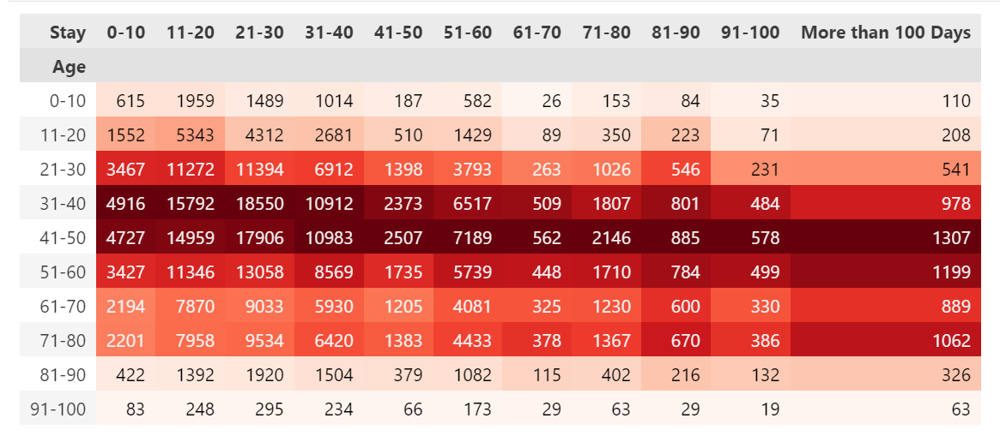 Stay 0-10 11-20 21-30 31-40 41-50 51-60 61-70 71-80 81-90 91-100 More than 100 Days
Age
0-10 615 1959 1489 1014 187 582 26 153 84 35 110
11-20 1552 5343 4312 2681 510 1429 89 350 223 71 208
21-30 3467 11272 11394 6912 1398 3793 263 1026 546 231 541
31-40 4916 15792 18550 10912 2373 6517 509 1807 801 484 978
41-50 4727 14959 17906 10983 2507 7189 562 2146 885 578 1307
51-60 3427 11346 13058 8569 1735 5739 448 1710 784 499 1199
61-70 2194 7870 9033 5930 1205 4081 325 1230 600 330 889
71-80 2201 7958 9534 6420 1383 4433 378 1367 670 386 1062
81-90 422 1392 1920 1504 379 1082 115 402 216 132 326
91-100 83 248 295 234 66 173 29 63 29 19 63